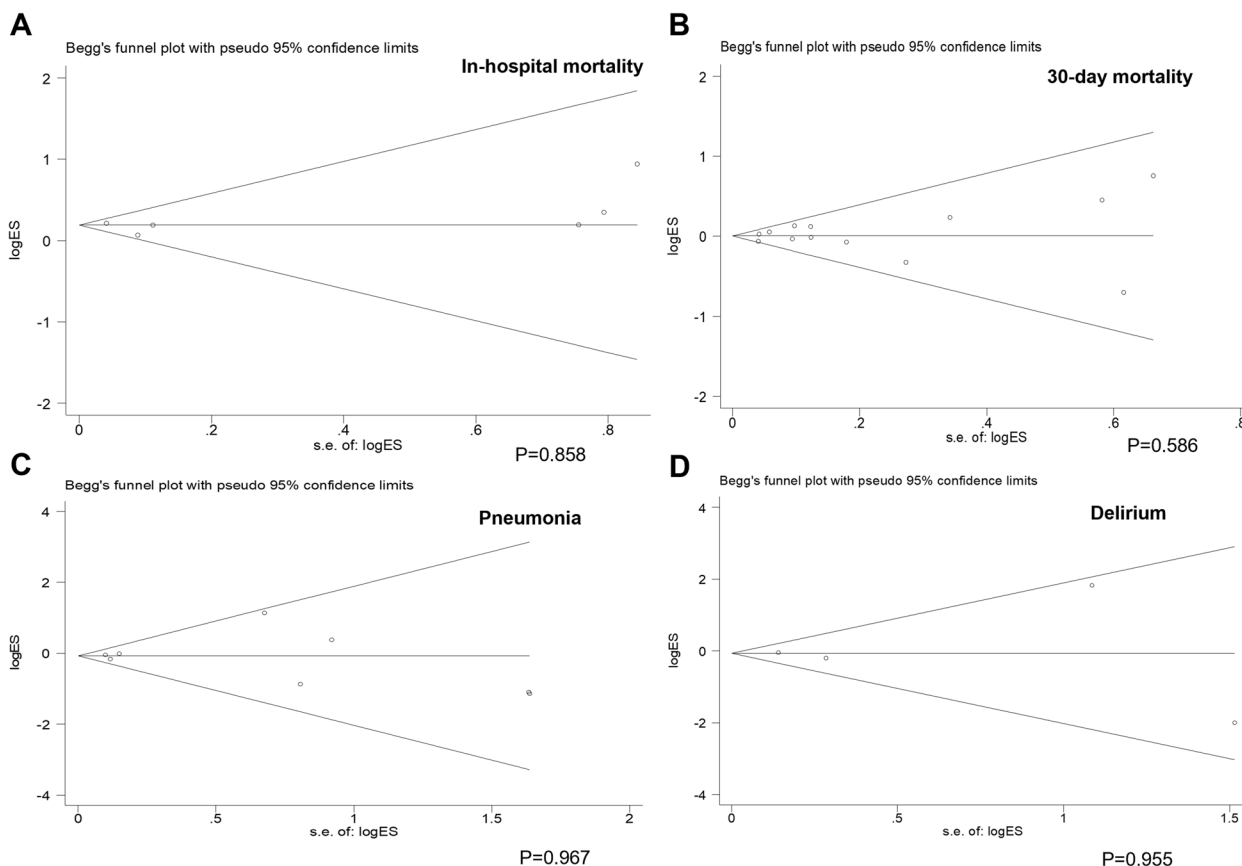 A
Begg's funnel plot with pseudo 95% confidence limits
In-hospital mortality
2
1
0
-1
-2
logES
0
.2
.4
.6
.8
s.e. of: logES
P=0.858
B
Begg's funnel plot with pseudo 95% confidence limits
30-day mortality
2
1
0
-1
-2
logES
0
.2
.4
.6
.8
s.e. of: logES
P=0.586
C
Begg's funnel plot with pseudo 95% confidence limits
Pneumonia
4
2
0
-2
-4
logES
0
.5
1
1.5
2
s.e. of: logES
P=0.967
D
Begg's funnel plot with pseudo 95% confidence limits
Delirium
4
2
0
-2
-4
logES
0
.5
1
1.5
s.e. of: logES
P=0.955